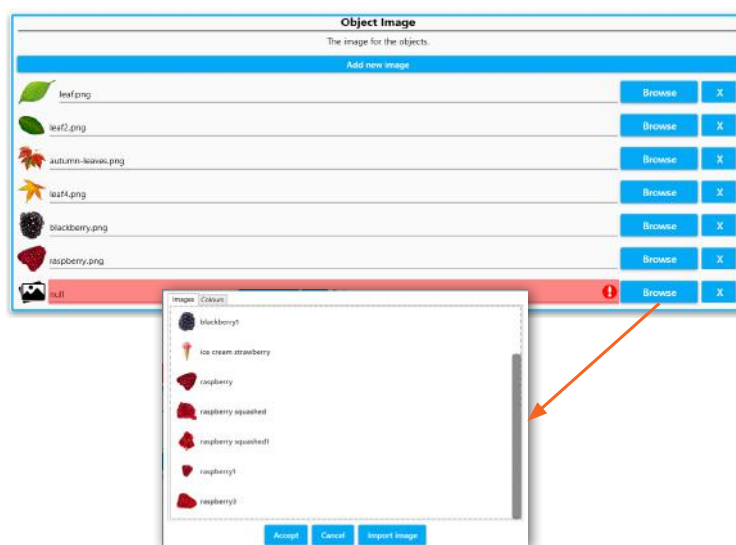 Object Image
The image for the objects.
Add new image
leaf.png Browse X
leaf2.png Browse X
autumn-leaves.png Browse X
leaf4.png Browse X
blackberry.png Browse X
raspberry.png Browse X
null Browse X
Images Colours
blackberry1
ice cream strawberry
raspberry
raspberry squashed
raspberry squashed1
raspberry1
raspberry3
Accept Cancel Import image